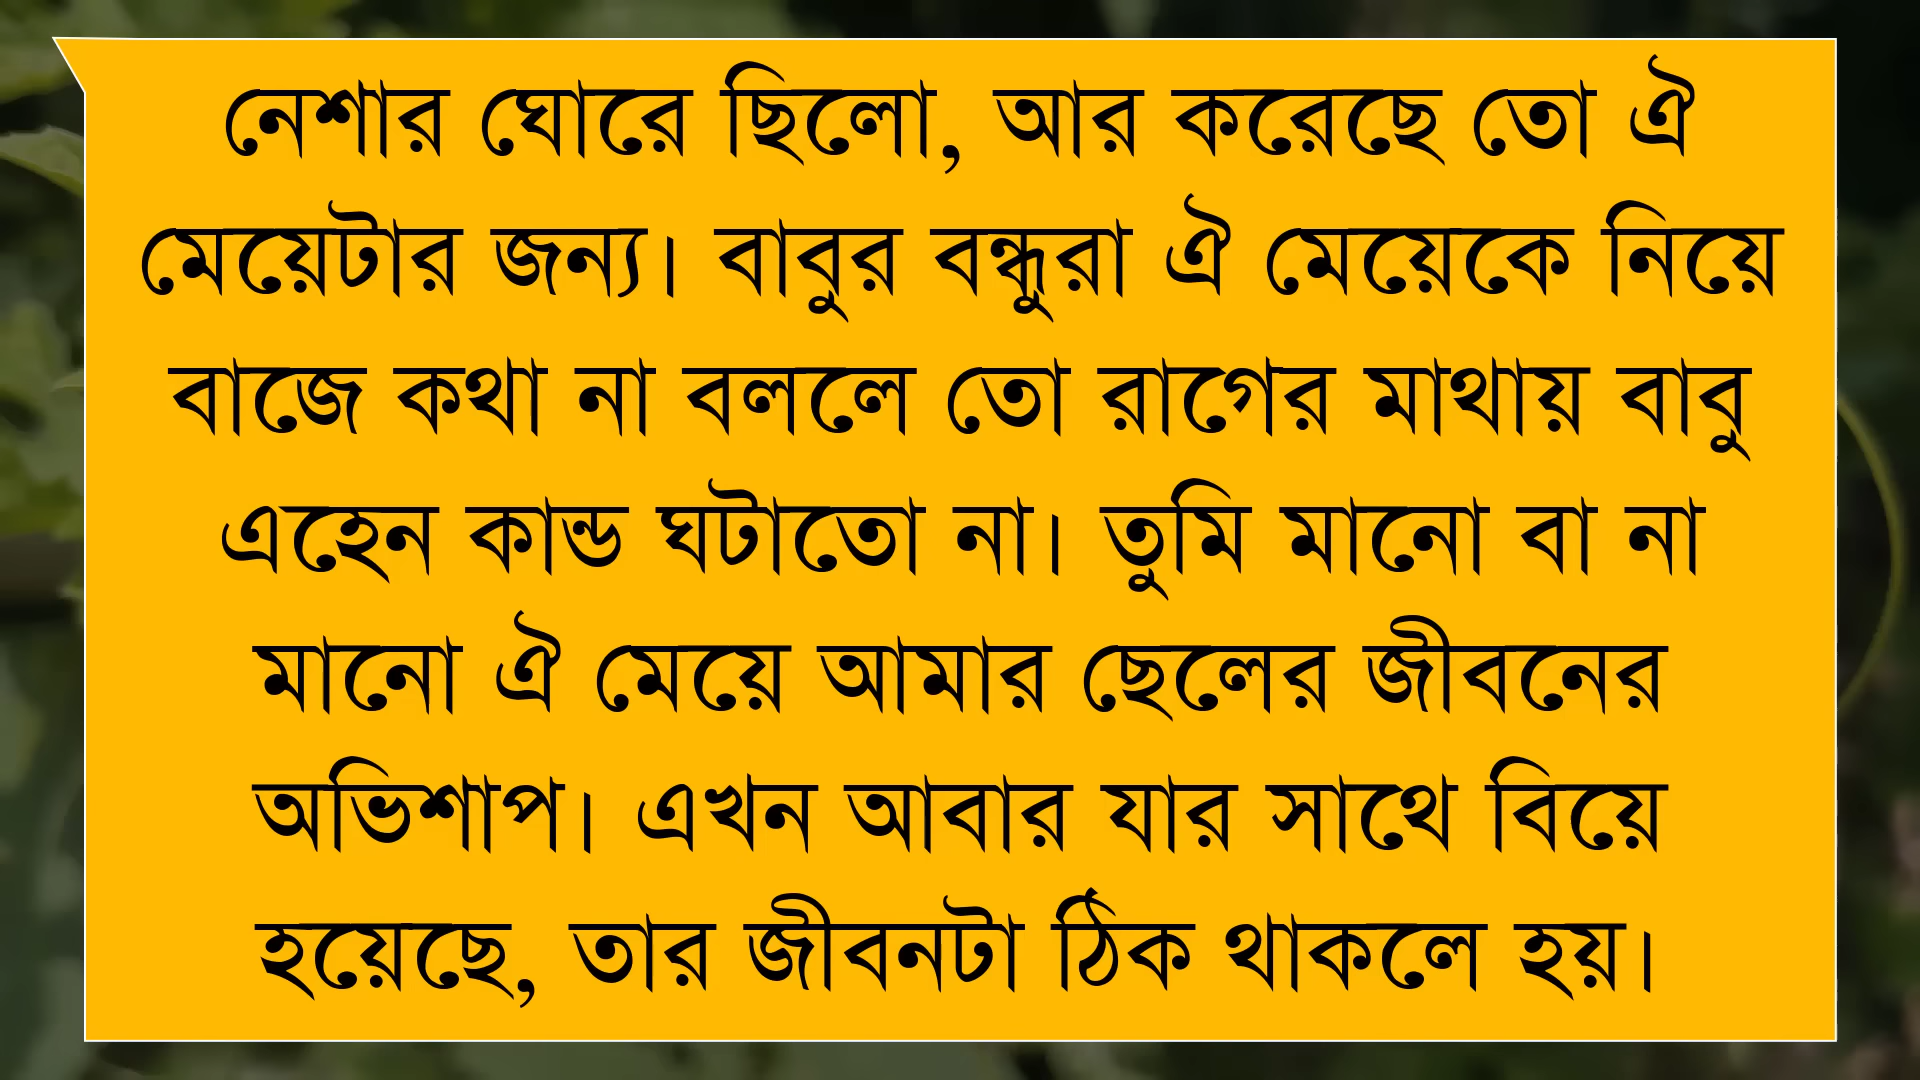 নেশার ঘোরে ছিলো, আর করেছে তো ঐ
মেয়েটার জন্য। বাবুর বন্ধুরা ঐ মেয়েকে নিয়ে
বাজে কথা না বললে তো রাগের মাথায় বাবু
এহেন কান্ড ঘটাতো না। তুমি মানো বা না
মানো ঐ মেয়ে আমার ছেলের জীবনের
অভিশাপ। এখন আবার যার সাথে বিয়ে
হয়েছে, তার জীবনটা ঠিক থাকলে হয়।